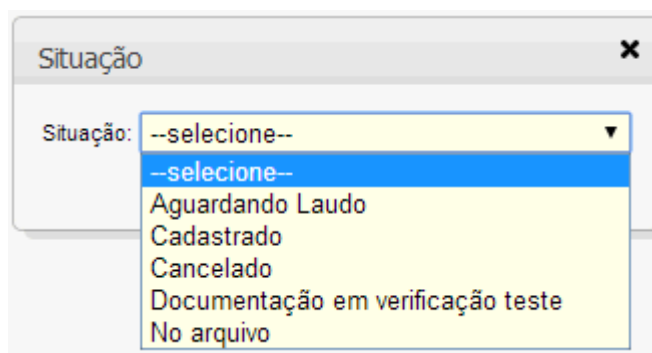 Situação
Situação: --selecione--
--selecione--
Aguardando Laudo
Cadastrado
Cancelado
Documentação em verificação teste
No arquivo